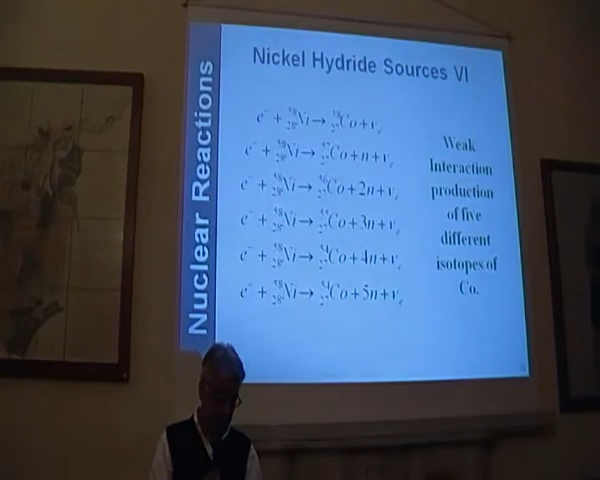 Nickel Hydride Sources VI
Nuclear Reactions
e⁻ + ⁵⁸₂₈Ni → ⁵⁸₂₇Co + νₑ
e⁻ + ⁵⁸₂₈Ni → ⁵⁷₂₇Co + n + νₑ
e⁻ + ⁵⁸₂₈Ni → ⁵⁶₂₇Co + 2n + νₑ
e⁻ + ⁵⁸₂₈Ni → ⁵⁵₂₇Co + 3n + νₑ
e⁻ + ⁵⁸₂₈Ni → ⁵⁴₂₇Co + 4n + νₑ
e⁻ + ⁵⁸₂₈Ni → ₂₇Co + 5n + νₑ
Weak
Interaction
production
of five
different
isotopes of
Co.